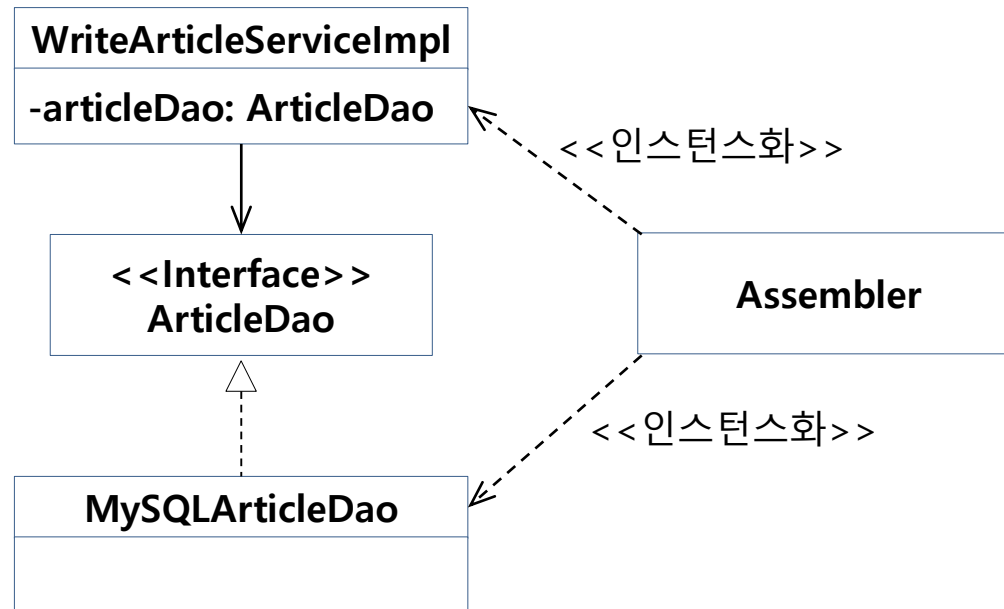 WriteArticleServiceImpl
-articleDao: ArticleDao
<<인스턴스화>>
<<Interface>>
ArticleDao
Assembler
<<인스턴스화>>
MySQLArticleDao